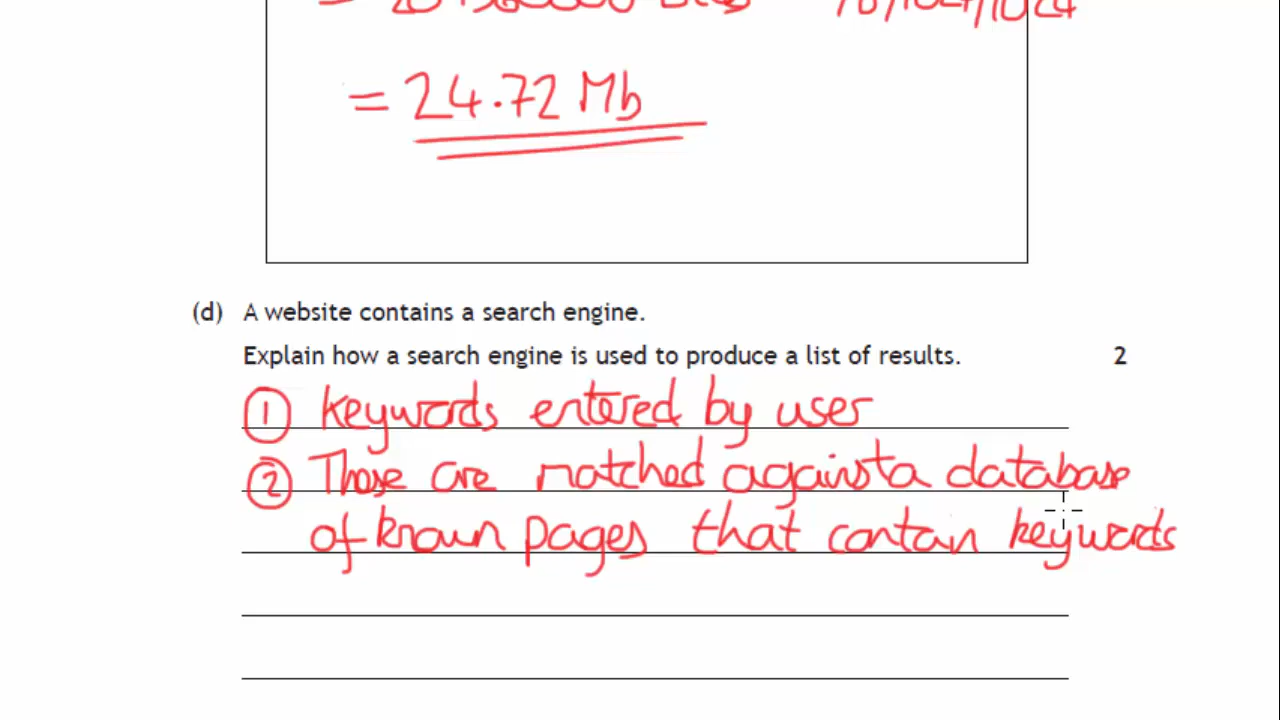 =
= 24.72 Mb
(d) A website contains a search engine.
Explain how a search engine is used to produce a list of results. 2
① Keywords entered by user
② These are matched against a database
of known pages that contain keywords